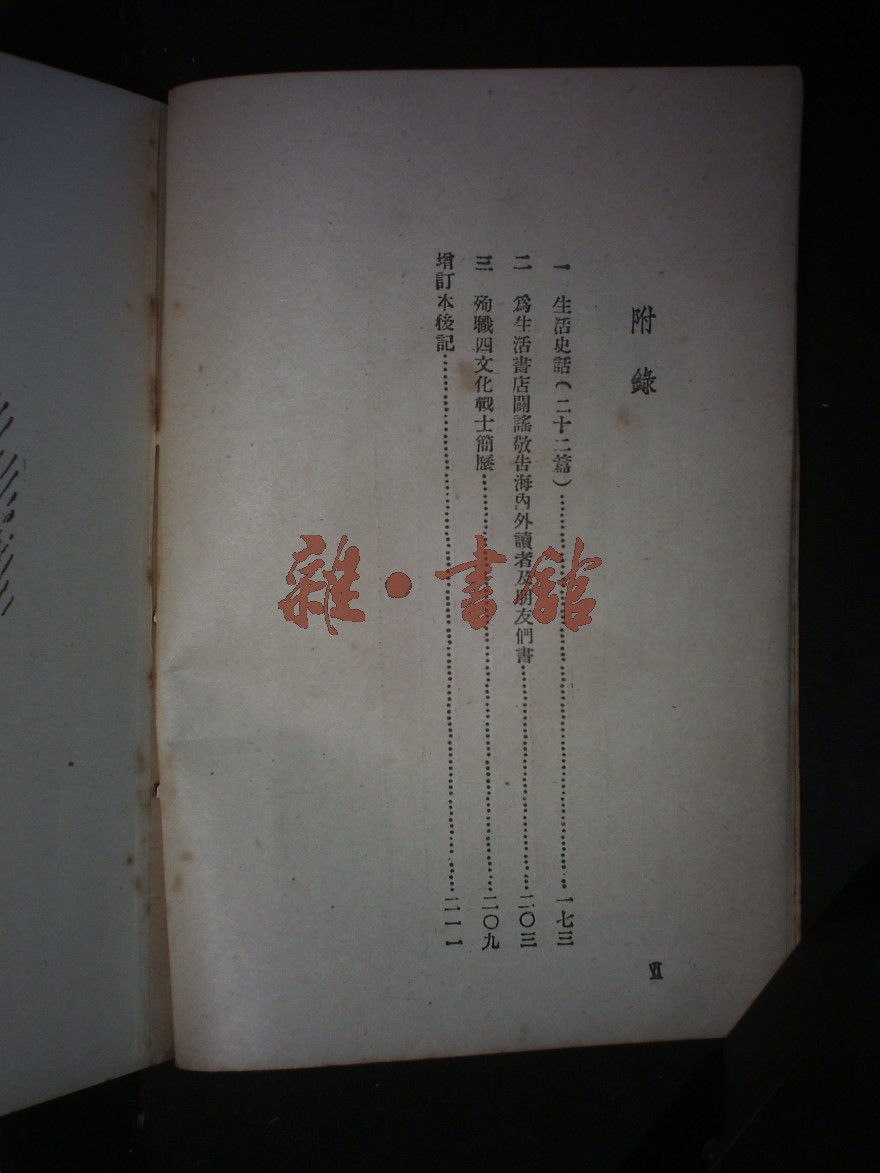 附錄
一 生活史話(二十二篇)……一七三
二 爲生活書店闢謠敬告海內外讀者及朋友們書……二〇三
三 殉職四文化戰士簡歷……二〇九
增訂本後記……二一一
VI
雜·書館